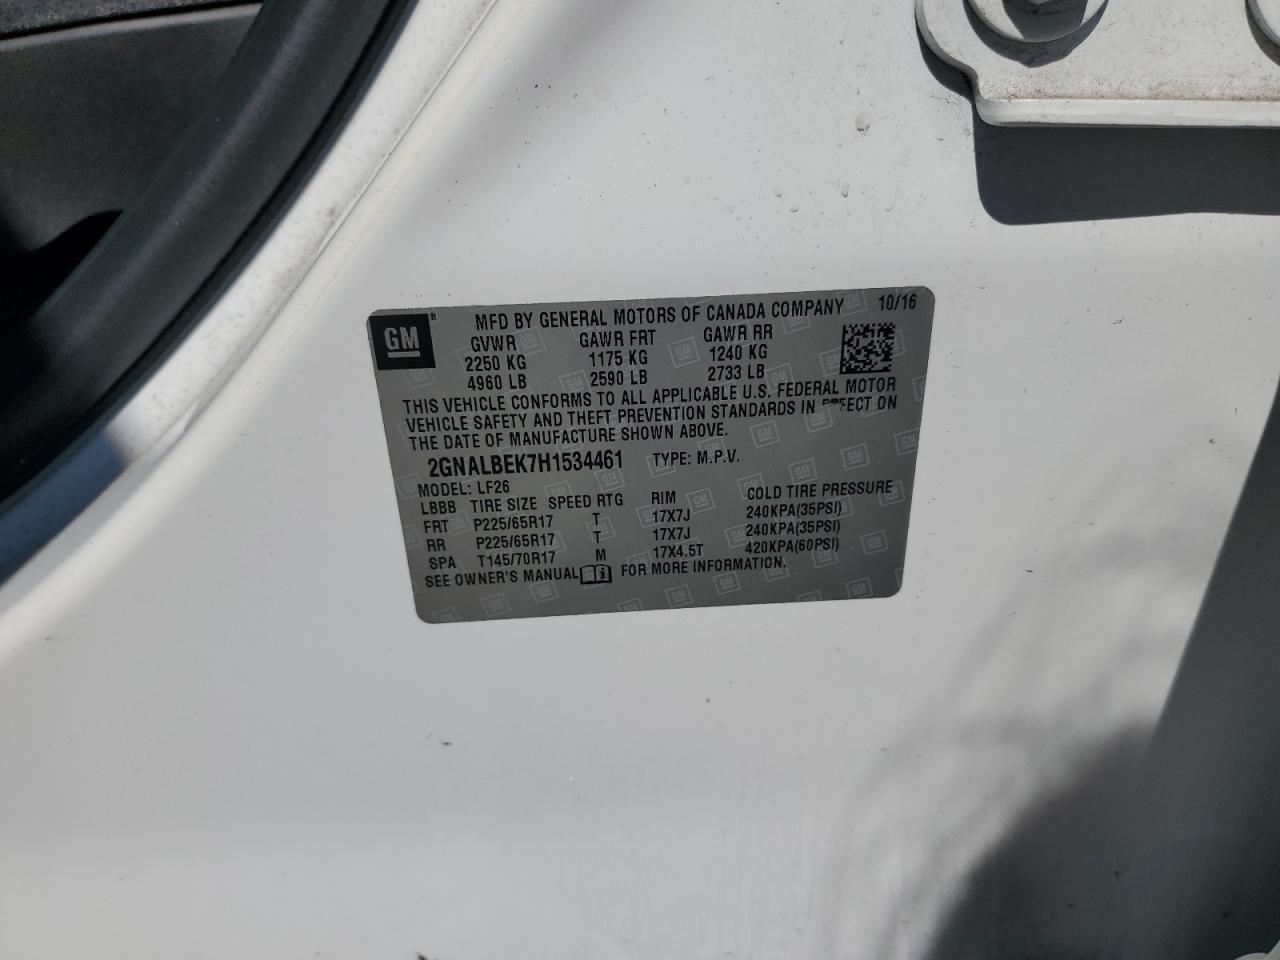 GM ® MFD BY GENERAL MOTORS OF CANADA COMPANY 10/16
GVWR GAWR FRT GAWR RR
2250 KG 1175 KG 1240 KG
4960 LB 2590 LB 2733 LB
THIS VEHICLE CONFORMS TO ALL APPLICABLE U.S. FEDERAL MOTOR
VEHICLE SAFETY AND THEFT PREVENTION STANDARDS IN EFFECT ON
THE DATE OF MANUFACTURE SHOWN ABOVE.
2GNALBEK7H1534461 TYPE: M.P.V.
MODEL: LF26
LBBB TIRE SIZE SPEED RTG RIM COLD TIRE PRESSURE
FRT P225/65R17 T 17X7J 240KPA(35PSI)
RR P225/65R17 T 17X7J 240KPA(35PSI)
SPA T145/70R17 M 17X4.5T 420KPA(60PSI)
SEE OWNER'S MANUAL FOR MORE INFORMATION.